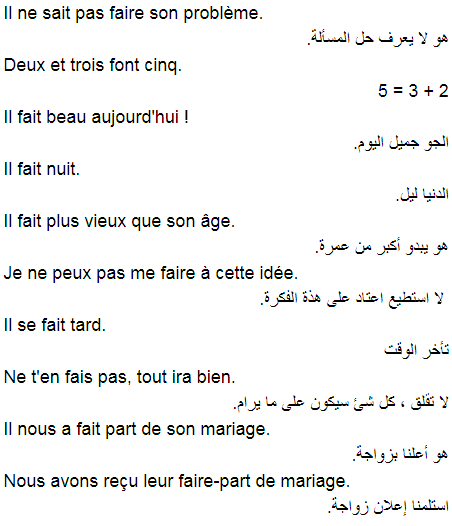 Il ne sait pas faire son problème.
هو لا يعرف حل المسألة.
Deux et trois font cinq.
5 = 3 + 2
Il fait beau aujourd'hui !
الجو جميل اليوم.
Il fait nuit.
الدنيا ليل.
Il fait plus vieux que son âge.
هو يبدو أكبر من عمرة.
Je ne peux pas me faire à cette idée.
لا استطيع اعتاد على هذة الفكرة.
Il se fait tard.
تأخر الوقت
Ne t'en fais pas, tout ira bien.
لا تقلق ، كل شئ سيكون على ما يرام.
Il nous a fait part de son mariage.
هو أعلنا بزواجة.
Nous avons reçu leur faire-part de mariage.
استلمنا إعلان زواجة.